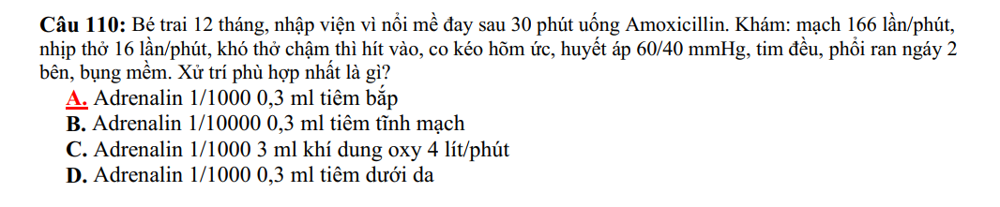 Câu 110: Bé trai 12 tháng, nhập viện vì nổi mề đay sau 30 phút uống Amoxicillin. Khám: mạch 166 lần/phút,
nhịp thở 16 lần/phút, khó thở chậm thì hít vào, co kéo hõm ức, huyết áp 60/40 mmHg, tim đều, phổi ran ngáy 2
bên, bụng mềm. Xử trí phù hợp nhất là gì?
A. Adrenalin 1/1000 0,3 ml tiêm bắp
B. Adrenalin 1/10000 0,3 ml tiêm tĩnh mạch
C. Adrenalin 1/1000 3 ml khí dung oxy 4 lít/phút
D. Adrenalin 1/1000 0,3 ml tiêm dưới da